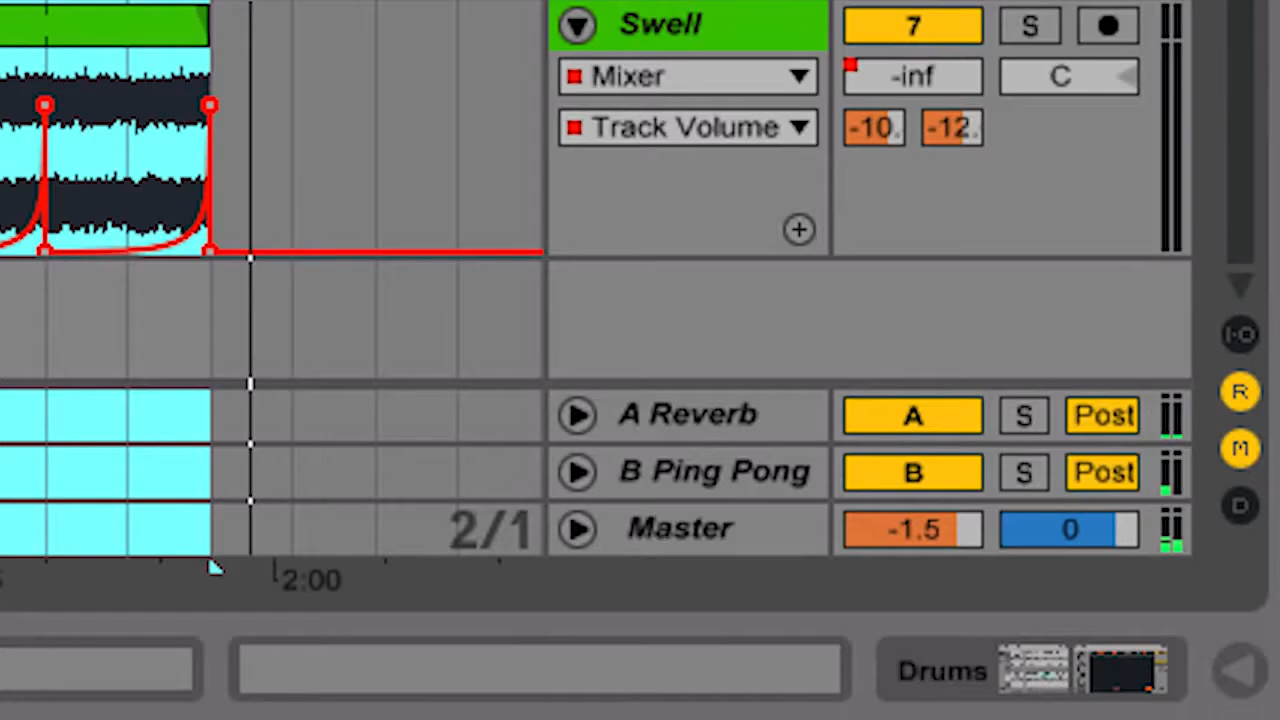 Swell 7 S
Mixer -inf C
Track Volume -10. -12.
I·O
R
A Reverb A S Post
M
B Ping Pong B S Post
D
2/1 Master -1.5 0
2:00
Drums